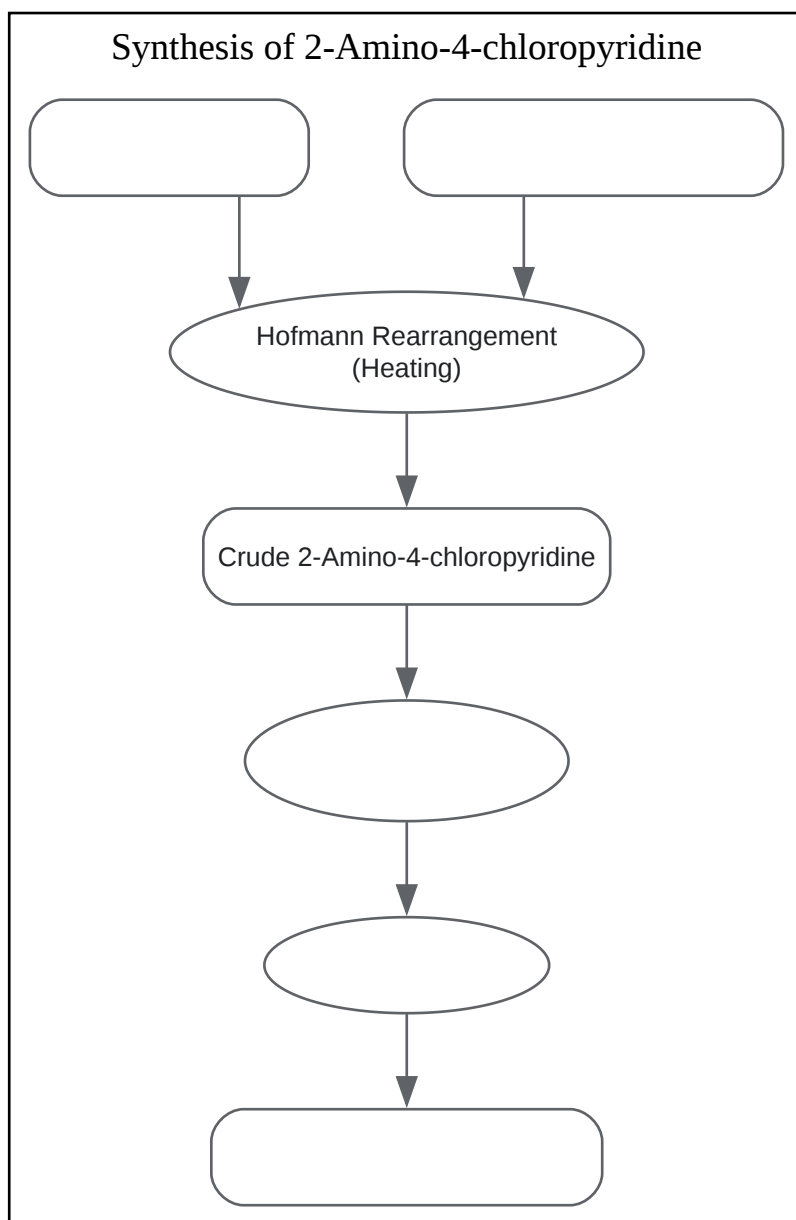 Synthesis of 2-Amino-4-chloropyridine
Hofmann Rearrangement
(Heating)
Crude 2-Amino-4-chloropyridine